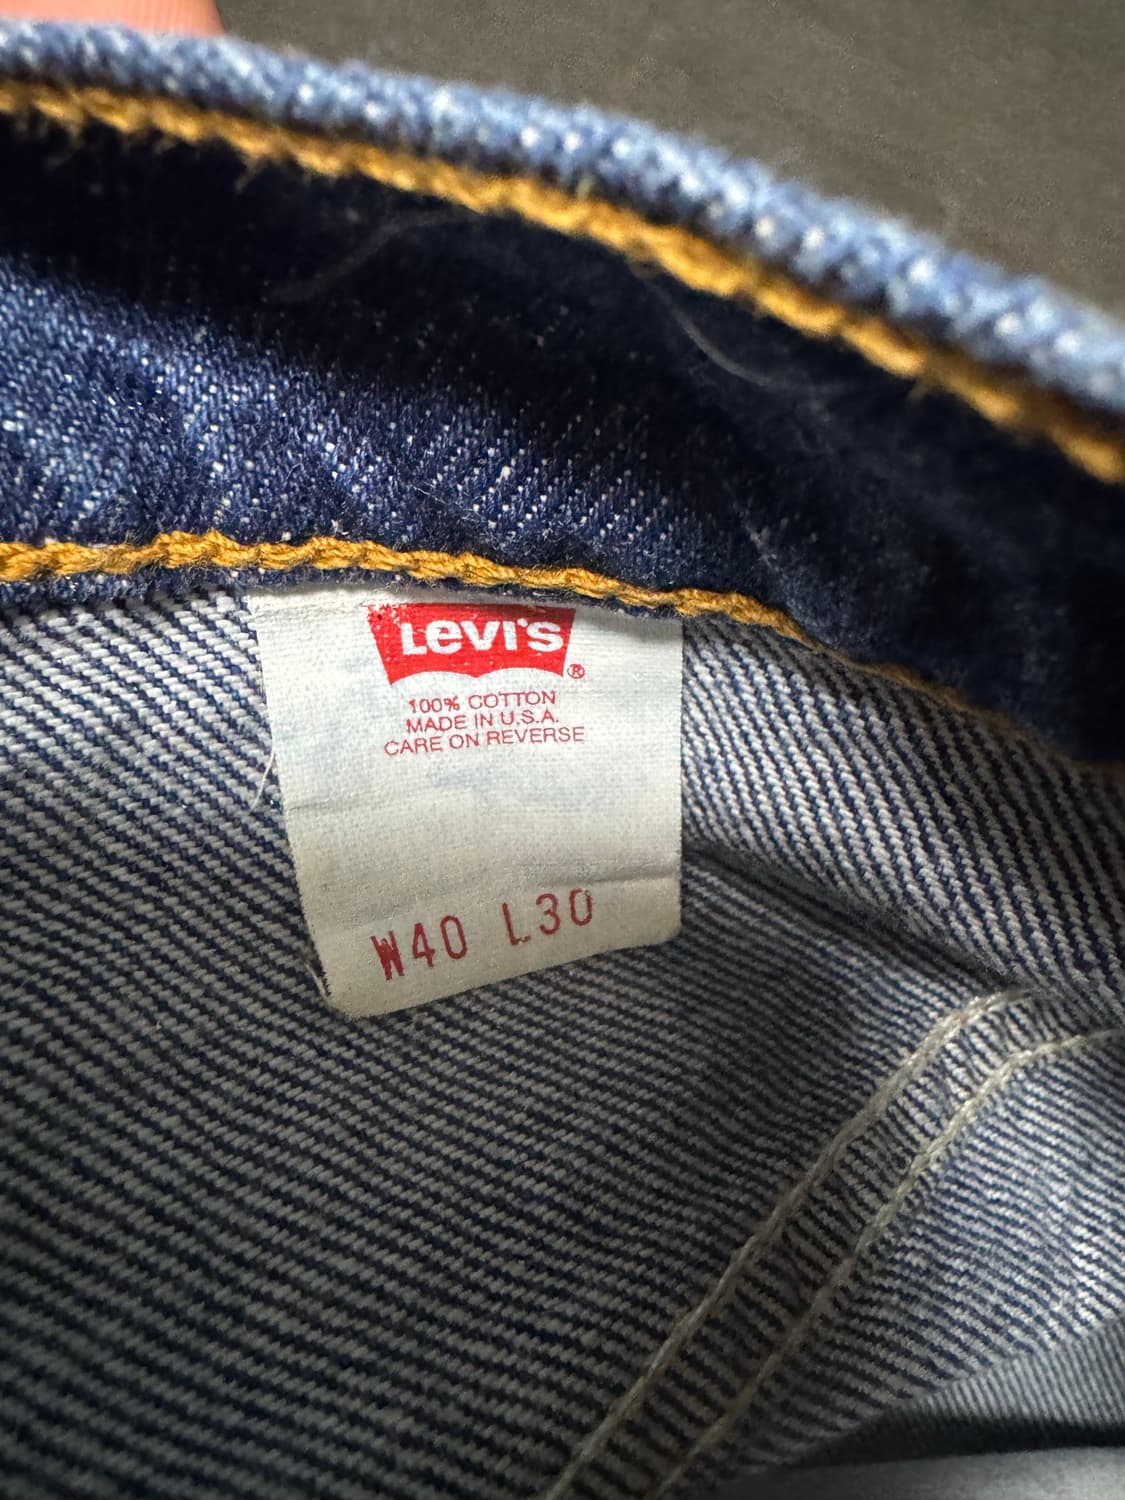 LEVI'S ®
100% COTTON
MADE IN U.S.A.
CARE ON REVERSE
W40 L30